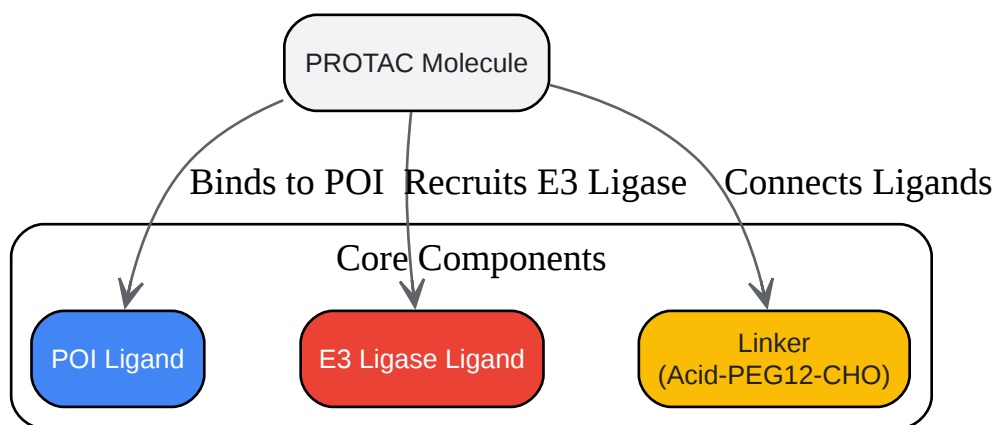 PROTAC Molecule
Binds to POI
Recruits E3 Ligase
Connects Ligands
Core Components
POI Ligand
E3 Ligase Ligand
Linker
(Acid-PEG12-CHO)